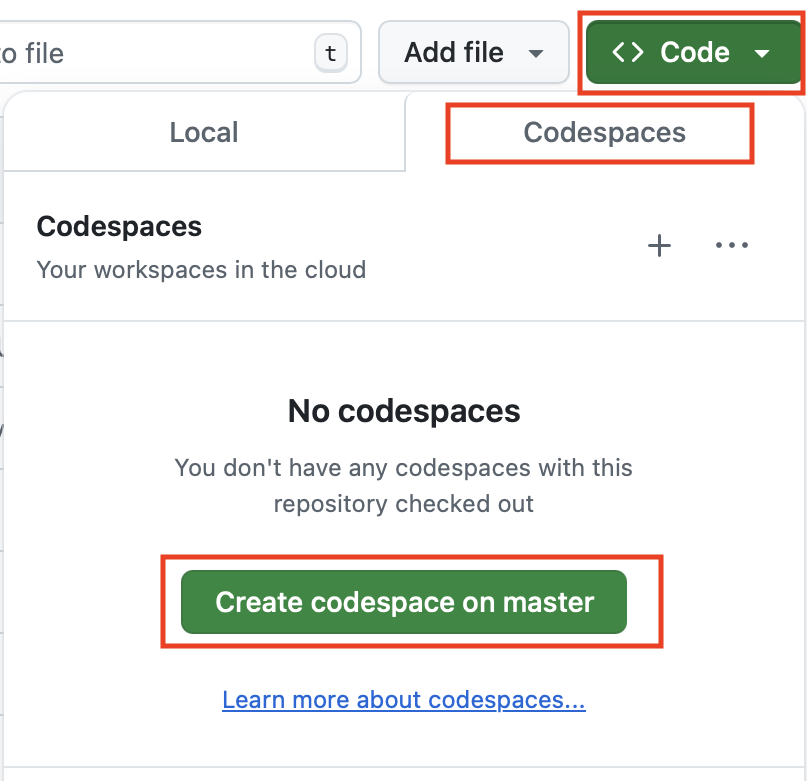 to file
t
Add file
Code
Local
Codespaces
Codespaces
Your workspaces in the cloud
No codespaces
You don't have any codespaces with this
repository checked out
Create codespace on master
Learn more about codespaces...